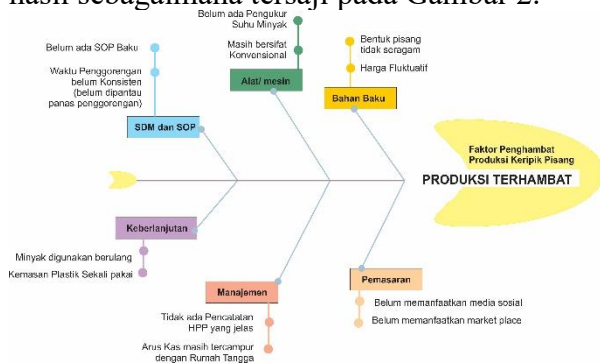 hasil sebagaimana tersaji pada Gambar 2.
Belum ada Pengukur
Suhu Minyak
Masih bersifat
Konvensional
Alat/ mesin
Belum ada SOP Baku
Waktu Penggorengan
belum Konsisten
(belum dipantau
panas penggorongan)
SDM dan SOP
Bentuk pisang
tidak soragam
Harga Fluktuatif
Bahan Baku
Faktor Penghambat
Produksi Keripik Pisang
PRODUKSI TERHAMBAT
Keberlanjutan
Minyak digunakan berulang
Kemasan Plastik Sekali pakai
Manajemen
Tidak ada Pencatatan
HPP yang jelas
Arus Kas masih tercampur
dengan Rumah Tangga
Pemasaran
Belum memanfaatkan media sosial
Belum memanfaatkan market place